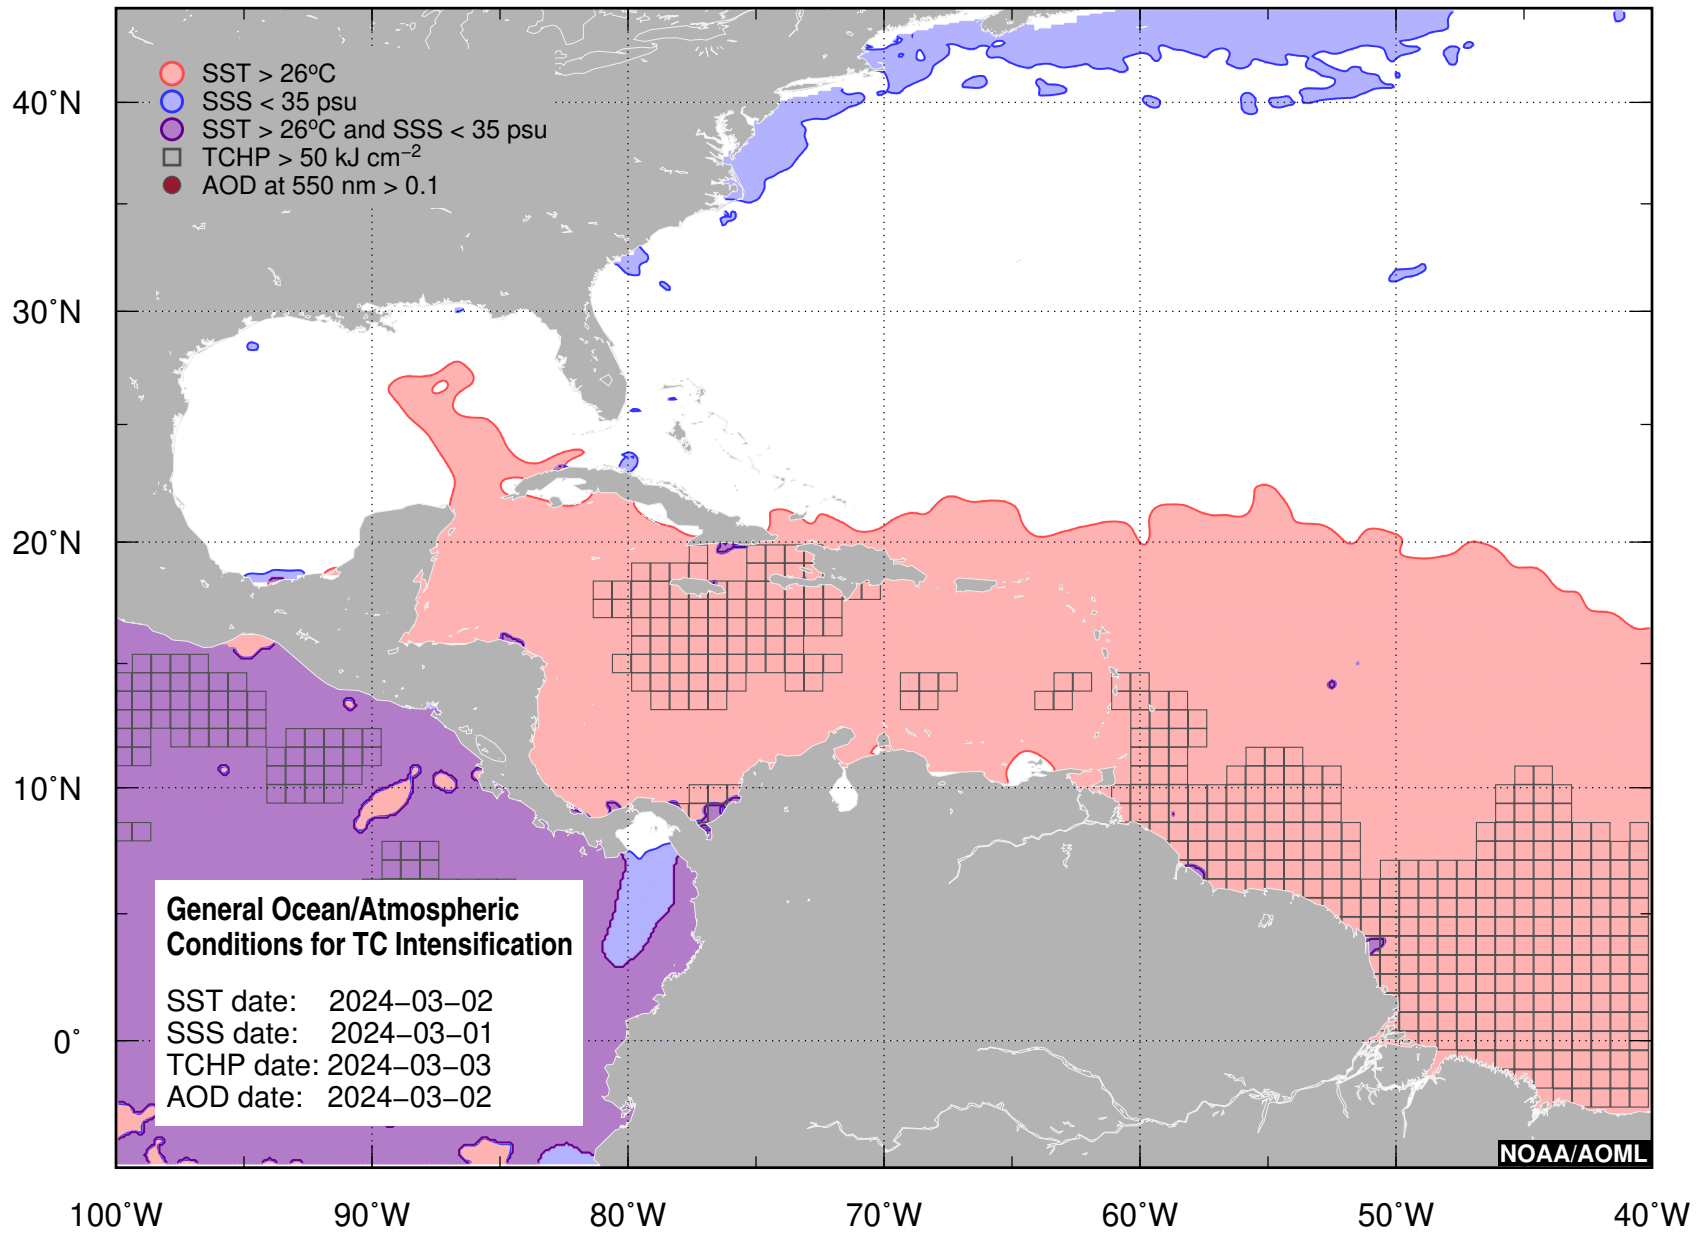 SST > 26ºC
SSS < 35 psu
SST > 26ºC and SSS < 35 psu
TCHP > 50 kJ cm⁻²
AOD at 550 nm > 0.1
40˚N
30˚N
20˚N
10˚N
0˚
General Ocean/Atmospheric
Conditions for TC Intensification
SST date: 2024−03−02
SSS date: 2024−03−01
TCHP date: 2024−03−03
AOD date: 2024−03−02
NOAA/AOML
100˚W 90˚W 80˚W 70˚W 60˚W 50˚W 40˚W